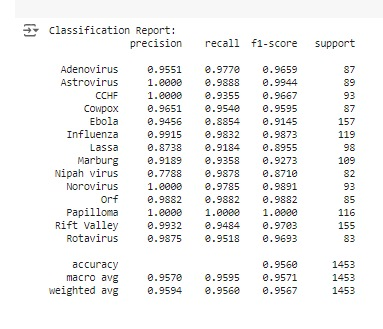 Classification Report:
precision recall f1-score support
Adenovirus 0.9551 0.9770 0.9659 87
Astrovirus 1.0000 0.9888 0.9944 89
CCHF 1.0000 0.9355 0.9667 93
Cowpox 0.9651 0.9540 0.9595 87
Ebola 0.9456 0.8854 0.9145 157
Influenza 0.9915 0.9832 0.9873 119
Lassa 0.8738 0.9184 0.8955 98
Marburg 0.9189 0.9358 0.9273 109
Nipah virus 0.7788 0.9878 0.8710 82
Norovirus 1.0000 0.9785 0.9891 93
Orf 0.9882 0.9882 0.9882 85
Papilloma 1.0000 1.0000 1.0000 116
Rift Valley 0.9932 0.9484 0.9703 155
Rotavirus 0.9875 0.9518 0.9693 83
accuracy 0.9560 1453
macro avg 0.9570 0.9595 0.9571 1453
weighted avg 0.9594 0.9560 0.9567 1453